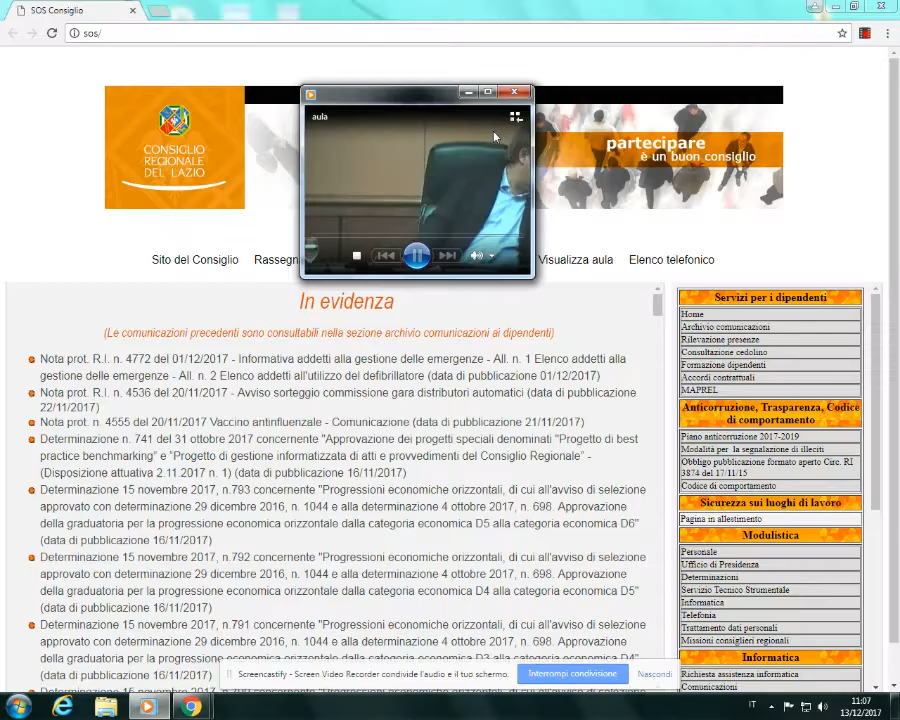 SOS Consiglio
sos/
CONSIGLIO
REGIONALE
DEL LAZIO
aula
partecipare
è un buon consiglio
Sito del Consiglio
Visualizza aula
Elenco telefonico
In evidenza
(Le comunicazioni precedenti sono consultabili nella sezione archivio comunicazioni ai dipendenti)
Nota prot. R.I. n. 4772 del 01/12/2017 - Informativa addetti alla gestione delle emergenze - All. n. 1 Elenco addetti alla
gestione delle emergenze - All. n. 2 Elenco addetti all'utilizzo del defibrillatore (data di pubblicazione 01/12/2017)
Nota prot. R.I. n. 4536 del 20/11/2017 - Avviso sorteggio commissione gara distributori automatici (data di pubblicazione
22/11/2017)
Nota prot. n. 4555 del 20/11/2017 Vaccino antinfluenzale - Comunicazione (data di pubblicazione 21/11/2017)
Determinazione n. 741 del 31 ottobre 2017 concernente "Approvazione dei progetti speciali denominati "Progetto di best
practice benchmarking" e "Progetto di gestione informatizzata di atti e provvedimenti del Consiglio Regionale" -
(Disposizione attuativa 2.11.2017 n. 1) (data di pubblicazione 16/11/2017)
Determinazione 15 novembre 2017, n.793 concernente "Progressioni economiche orizzontali, di cui all'avviso di selezione
approvato con determinazione 29 dicembre 2016, n. 1044 e alla determinazione 4 ottobre 2017, n. 698. Approvazione
della graduatoria per la progressione economica orizzontale dalla categoria economica D5 alla categoria economica D6"
(data di pubblicazione 16/11/2017)
Determinazione 15 novembre 2017, n.792 concernente "Progressioni economiche orizzontali, di cui all'avviso di selezione
approvato con determinazione 29 dicembre 2016, n. 1044 e alla determinazione 4 ottobre 2017, n. 698. Approvazione
della graduatoria per la progressione economica orizzontale dalla categoria economica D4 alla categoria economica D5"
(data di pubblicazione 16/11/2017)
Determinazione 15 novembre 2017, n.791 concernente "Progressioni economiche orizzontali, di cui all'avviso di selezione
approvato con determinazione 29 dicembre 2016, n. 1044 e alla determinazione 4 ottobre 2017, n. 698. Approvazione
della graduatoria per la progressione economica orizzontale dalla categoria economica D3 alla categoria economica D4"
(data di pubblicazione 16/11/2017)
Servizi per i dipendenti
Home
Archivio comunicazioni
Rilevazione presenze
Consultazione cedolino
Formazione dipendenti
Accordi contrattuali
MAPREL
Anticorruzione, Trasparenza, Codice
di comportamento
Piano anticorruzione 2017-2019
Modalità per la segnalazione di illeciti
Obbligo pubblicazione formato aperto Circ. RI
3874 del 17/11/15
Codice di comportamento
Sicurezza sui luoghi di lavoro
Pagina in allestimento
Modulistica
Personale
Ufficio di Presidenza
Determinazioni
Servizio Tecnico Strumentale
Informatica
Telefonia
Trattamento dati personali
Missioni consiglieri regionali
Informatica
Richiesta assistenza informatica
Comunicazioni
Screencastify - Screen Video Recorder condivide l'audio e il tuo schermo.
Interrompi condivisione
Nascondi
IT
11:07
13/12/2017